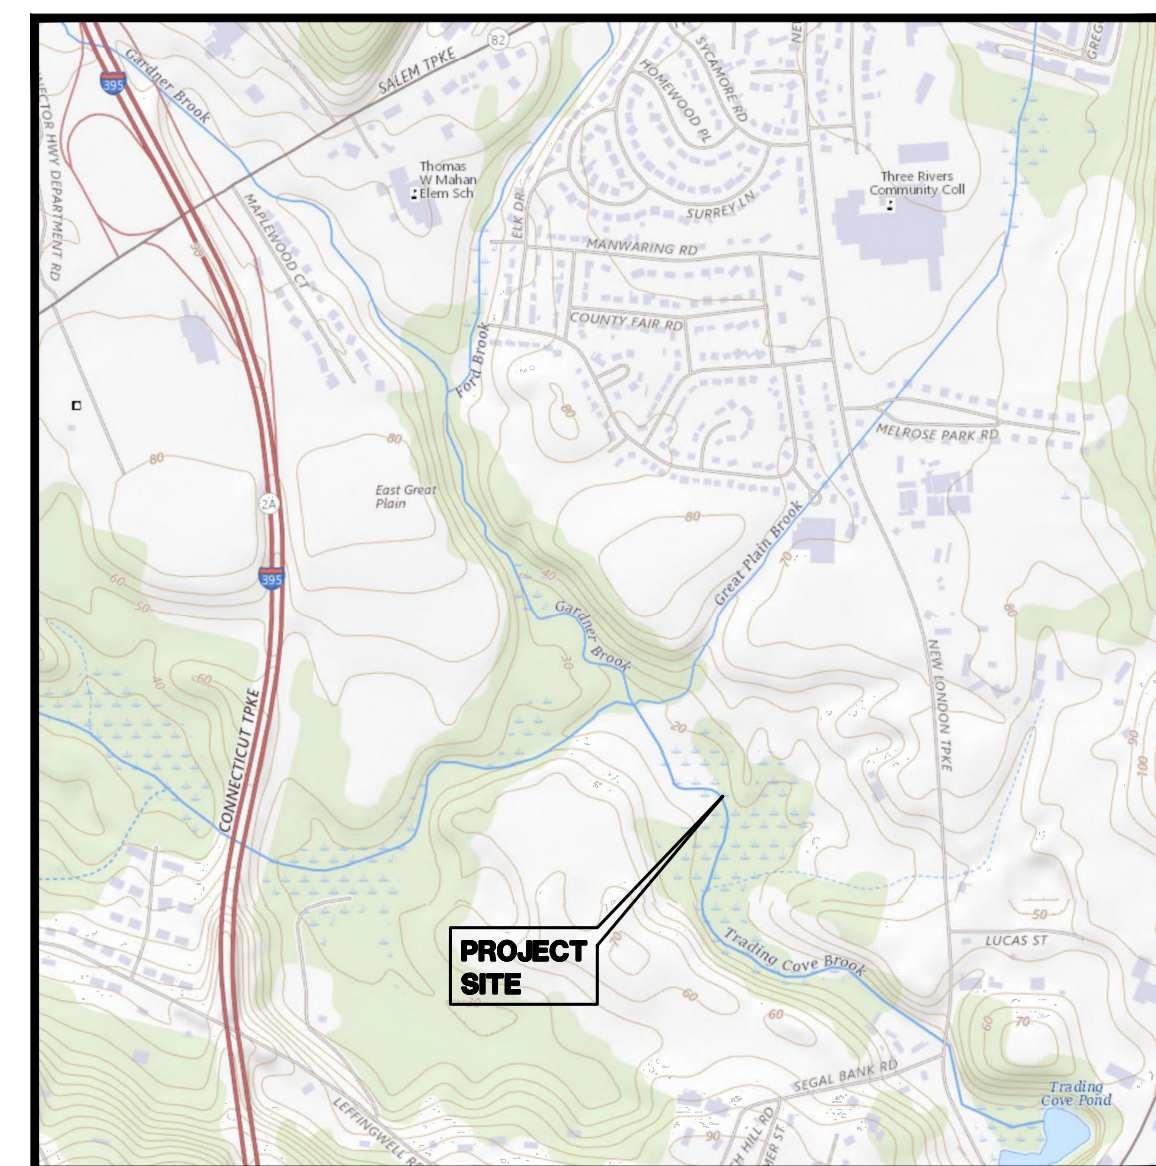 82
SALEM TPKE
395
Gardner Brook
SYCAMORE RD
HOMEWOOD PL
HWY DEPARTMENT RD
Thomas
W Mahan
Elem Sch
Three Rivers
Community Coll
MAPLEWOOD CT
ELK DR
SURREY LN
MANWARING RD
90
COUNTY FAIR RD
Ford Brook
80
MELROSE PARK RD
80
80
East Great
Plain
2A
80
Great Plain Brook
70
395
60
50
40
Gardner Brook
30
80
NEW LONDON TPKE
40
60
CONNECTICUT TPKE
20
90
100
50
LUCAS ST
PROJECT
SITE
70
Trading Cove Brook
60
60
60
70
SEGAL BANK RD
Trading
Cove Pond
90
LEFFINGWELL